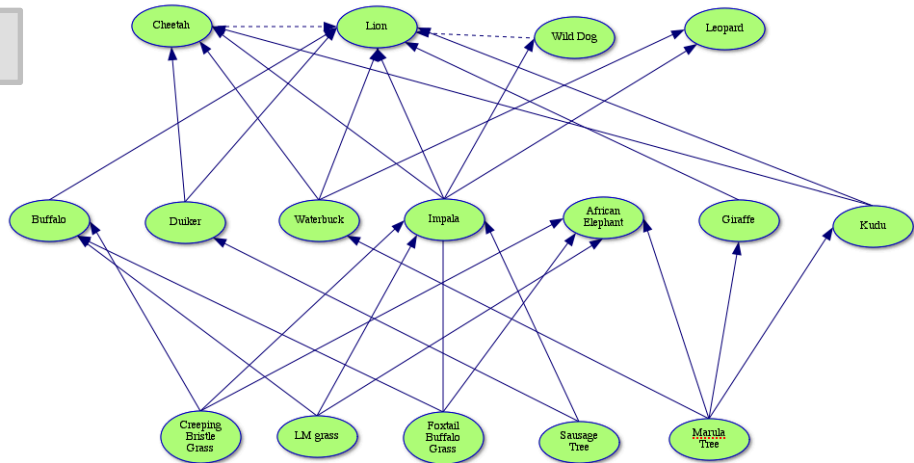 Cheetah
Lion
Wild Dog
Leopard
Buffalo
Duiker
Waterbuck
Impala
African
Elephant
Giraffe
Kudu
Creeping
Bristle
Grass
LM grass
Foxtail
Buffalo
Grass
Sausage
Tree
Marula
Tree